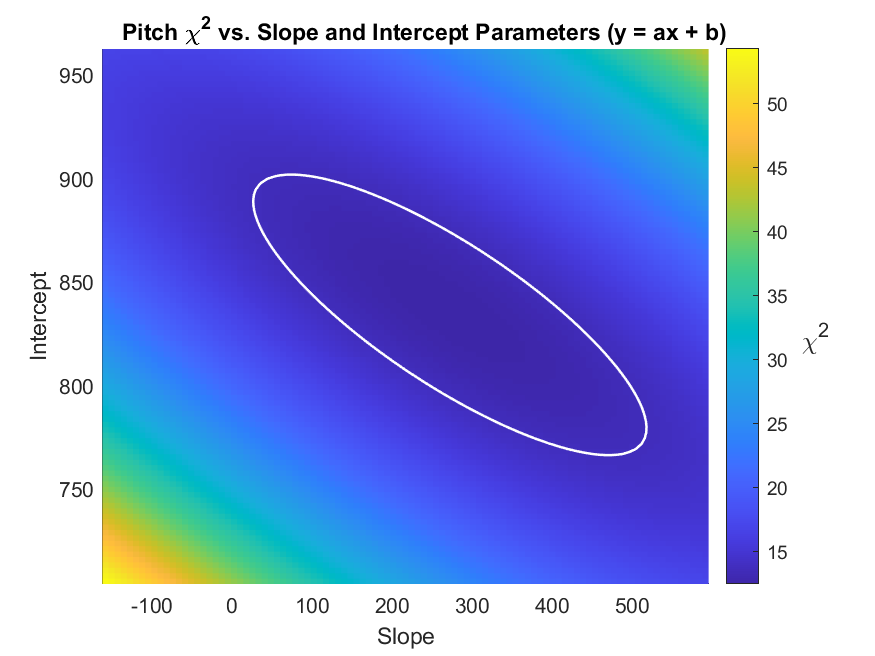 Pitch χ² vs. Slope and Intercept Parameters (y = ax + b)
950
900
850
800
750
Intercept
-100 0 100 200 300 400 500
Slope
50
45
40
35
30
25
20
15
χ²